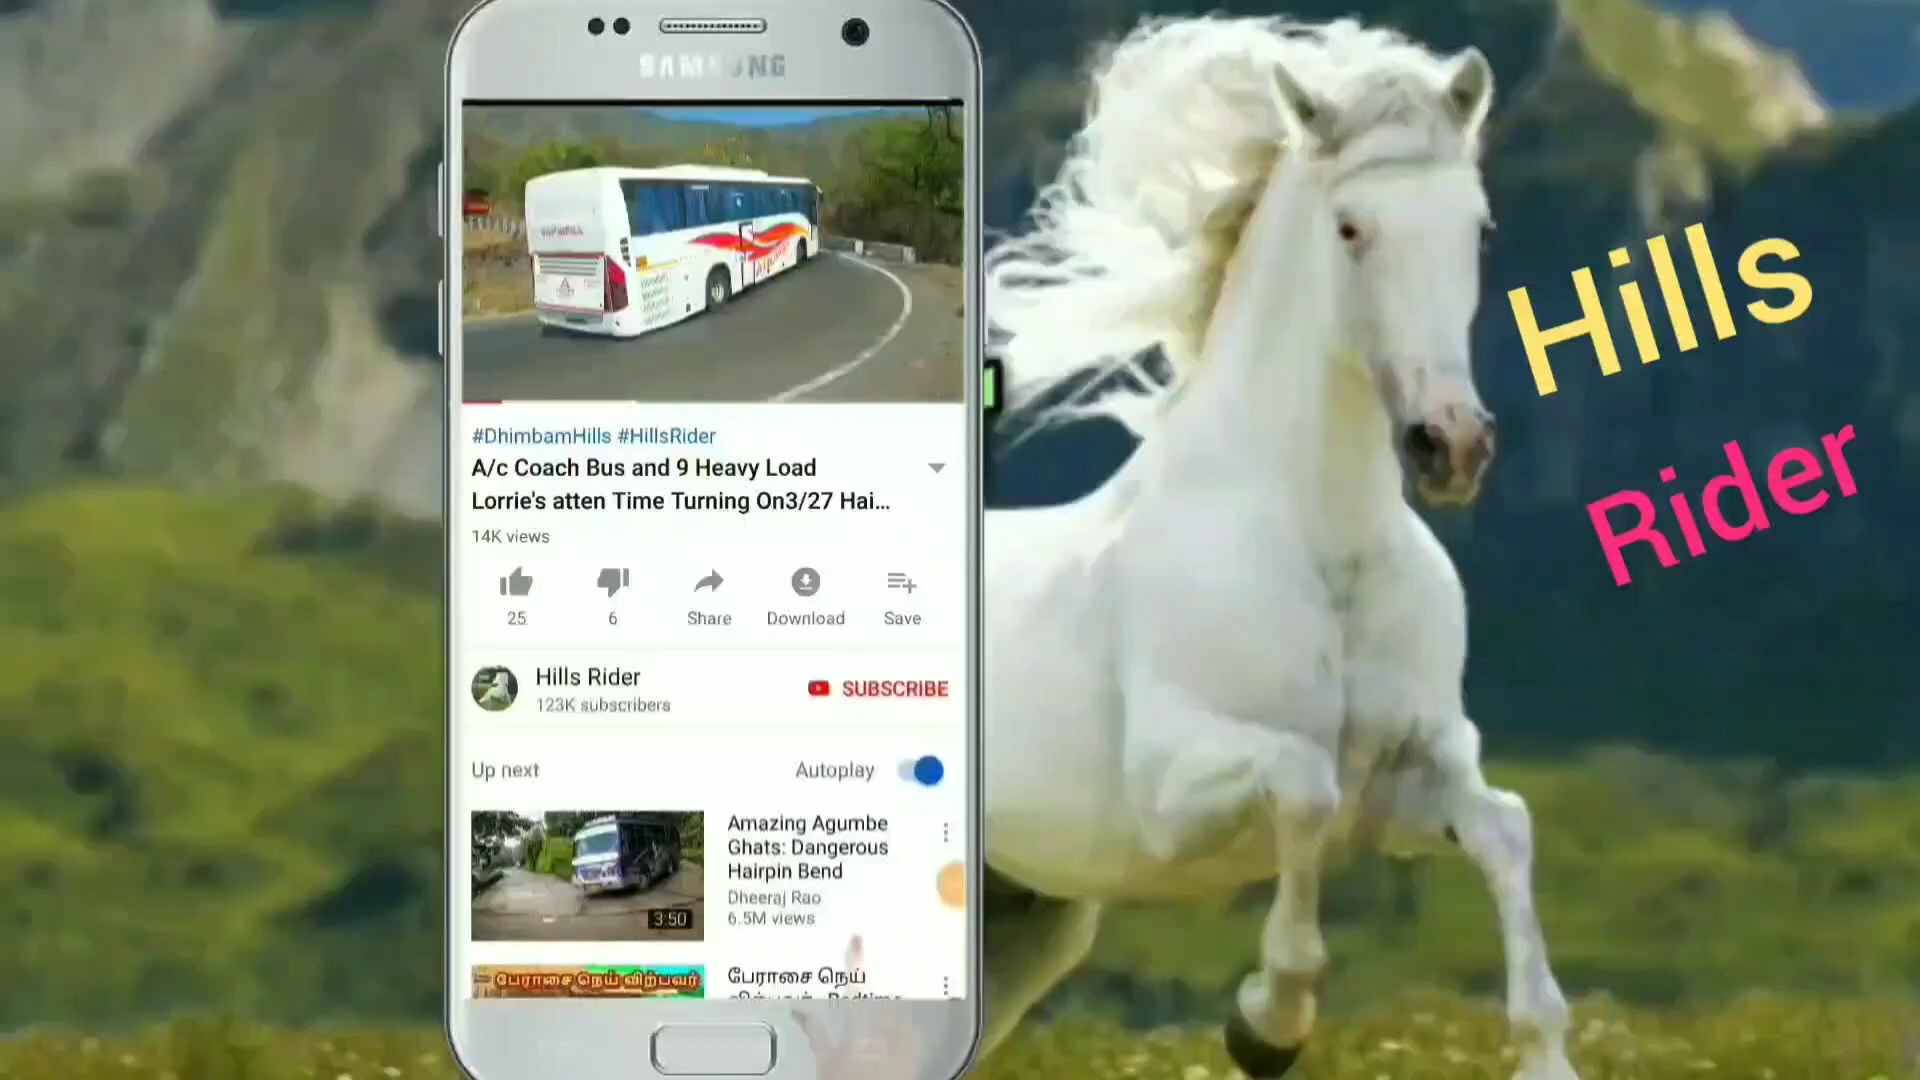 SAMSUNG
#DhimbamHills #HillsRider
A/c Coach Bus and 9 Heavy Load
Lorrie's atten Time Turning On3/27 Hai...
14K views
25
6
Share
Download
Save
Hills Rider
123K subscribers
SUBSCRIBE
Up next
Autoplay
Amazing Agumbe
Ghats: Dangerous
Hairpin Bend
Dheeraj Rao
6.5M views
3:50
பேராசை நெய் விற்பவர்
பேராசை நெய்
Hills
Rider